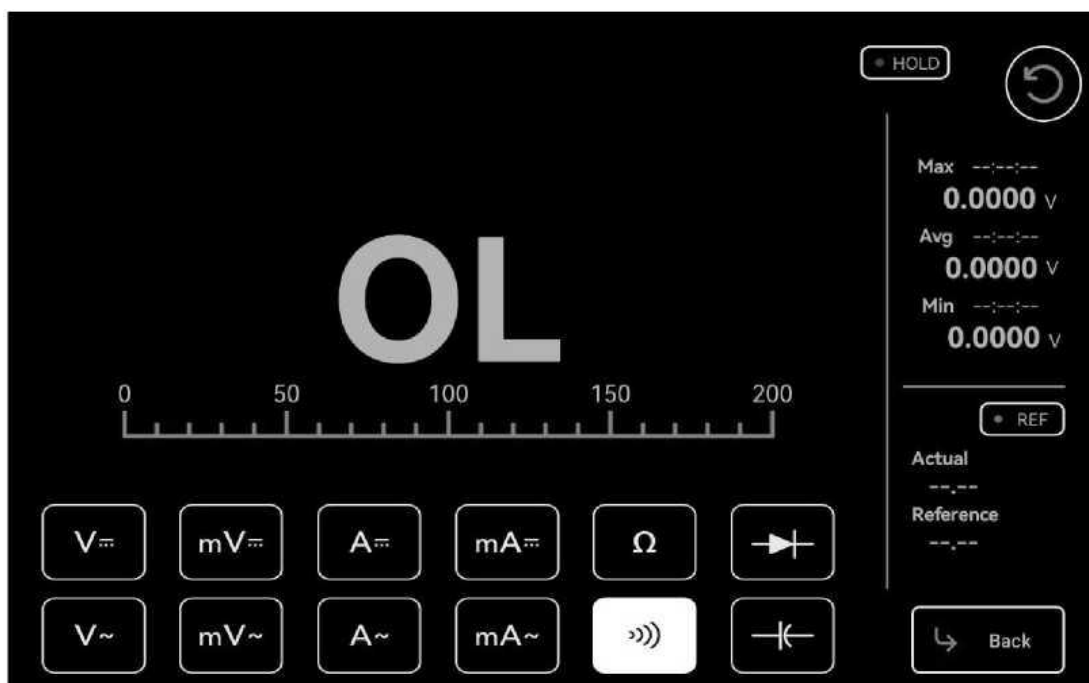 HOLD
Max --:--:--
0.0000 V
Avg --:--:--
0.0000 V
Min --:--:--
0.0000 V
OL
0 50 100 150 200
REF
Actual
--.--
Reference
--.--
V⎓ mV⎓ A⎓ mA⎓ Ω
V~ mV~ A~ mA~
Back